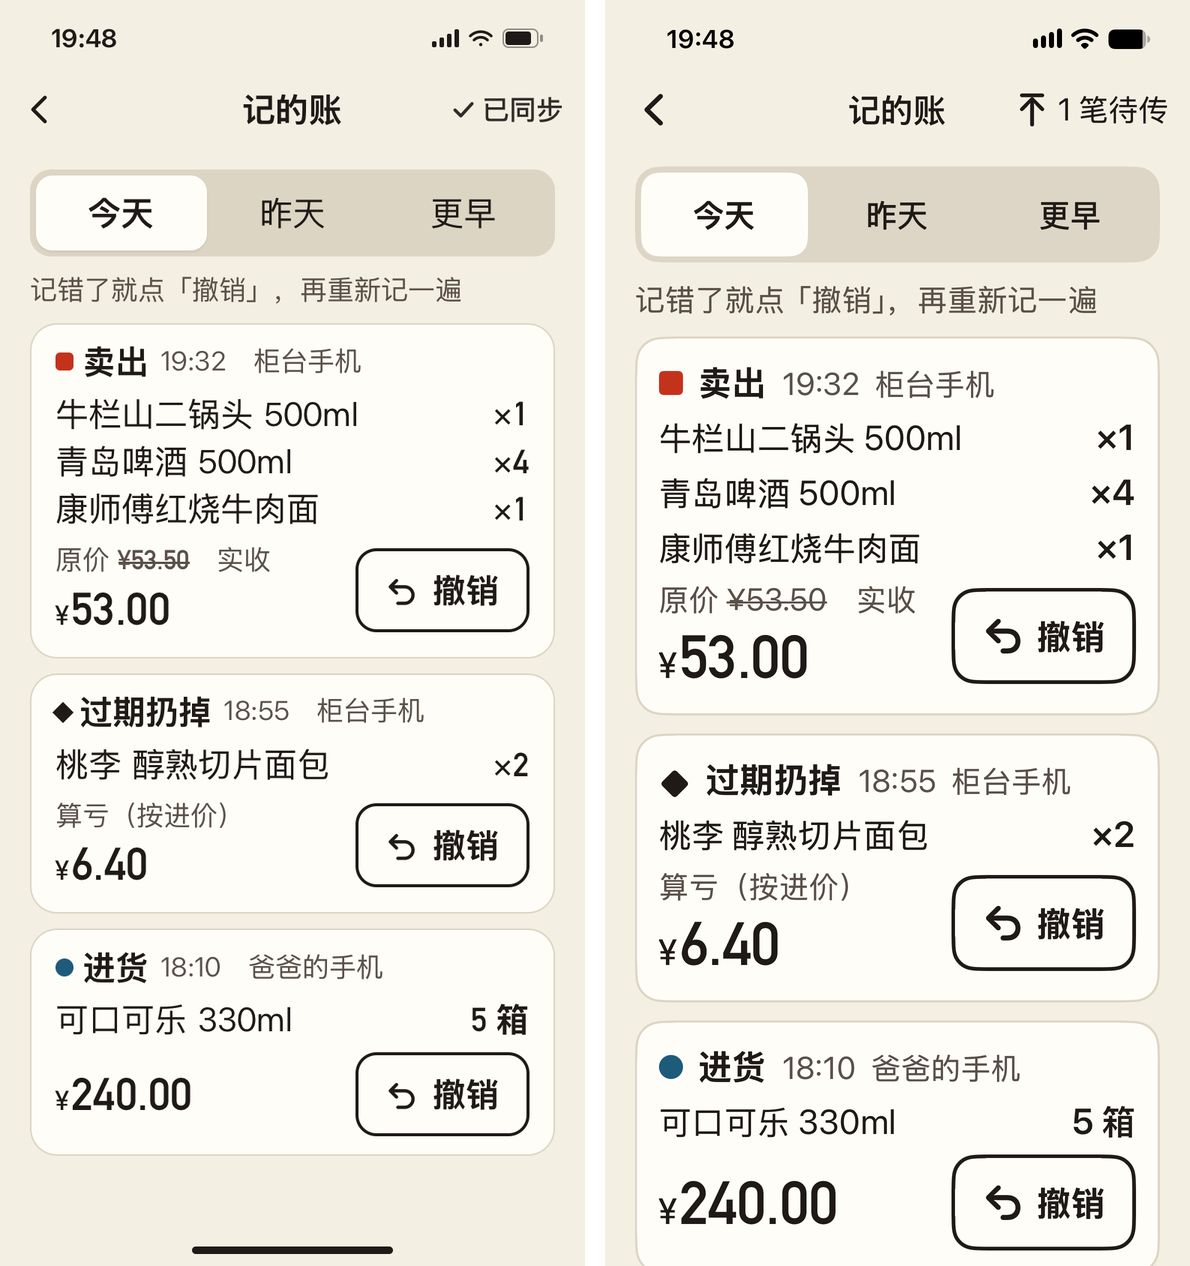 19:48
记的账
已同步
今天 昨天 更早
记错了就点「撤销」，再重新记一遍
卖出 19:32 柜台手机
牛栏山二锅头 500ml ×1
青岛啤酒 500ml ×4
康师傅红烧牛肉面 ×1
原价 ¥53.50 实收
¥53.00
撤销
过期扔掉 18:55 柜台手机
桃李 醇熟切片面包 ×2
算亏（按进价）
¥6.40
撤销
进货 18:10 爸爸的手机
可口可乐 330ml 5 箱
¥240.00
撤销
19:48
记的账
1 笔待传
今天 昨天 更早
记错了就点「撤销」，再重新记一遍
卖出 19:32 柜台手机
牛栏山二锅头 500ml ×1
青岛啤酒 500ml ×4
康师傅红烧牛肉面 ×1
原价 ¥53.50 实收
¥53.00
撤销
过期扔掉 18:55 柜台手机
桃李 醇熟切片面包 ×2
算亏（按进价）
¥6.40
撤销
进货 18:10 爸爸的手机
可口可乐 330ml 5 箱
¥240.00
撤销